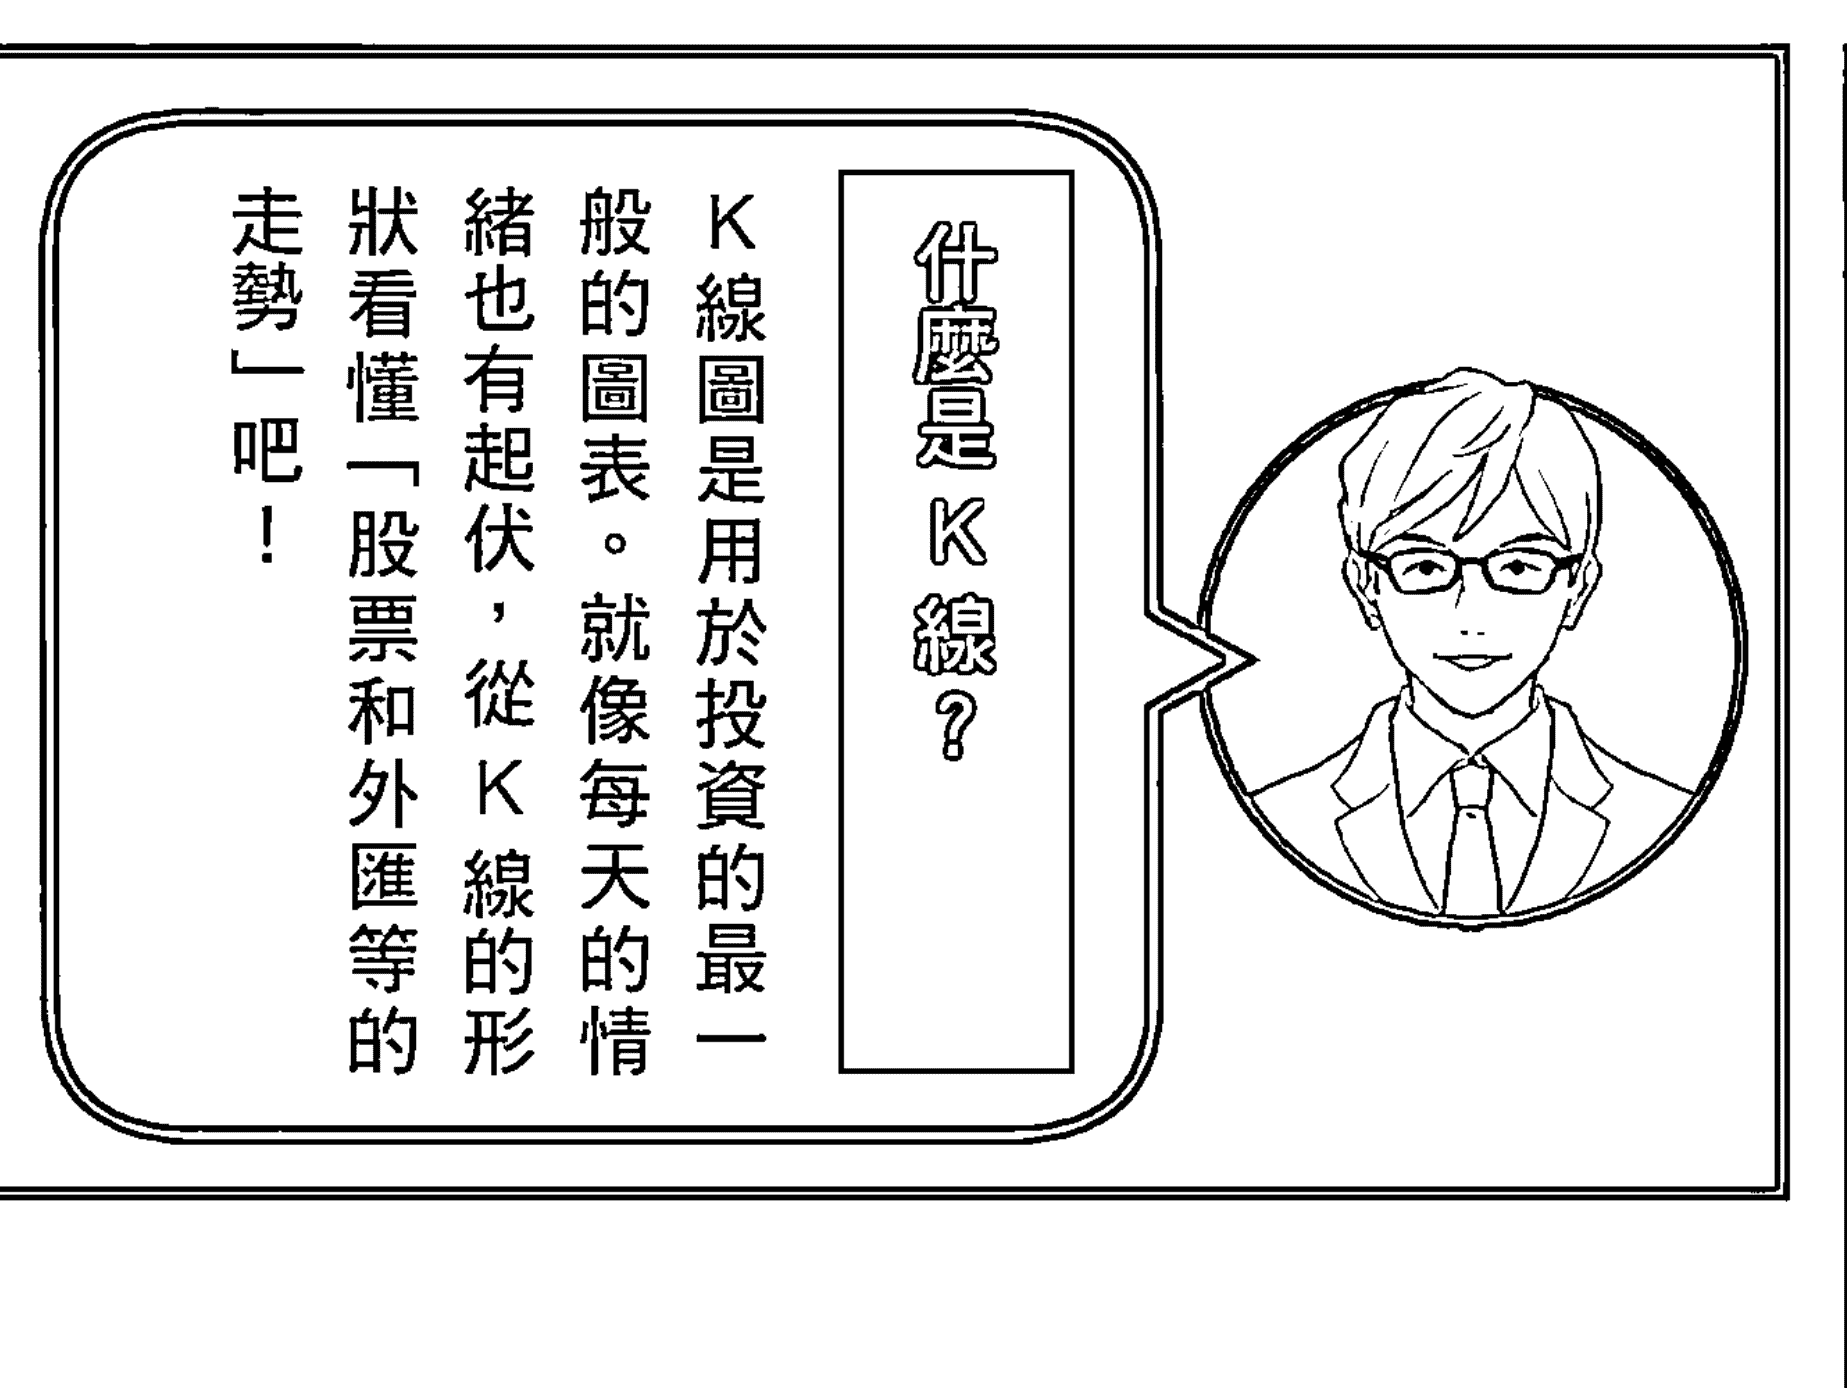 什麼是K線？
K線圖是用於投資的最一
般的圖表。就像每天的情
緒也有起伏，從K線的形
狀看懂「股票和外匯等的
走勢」吧！